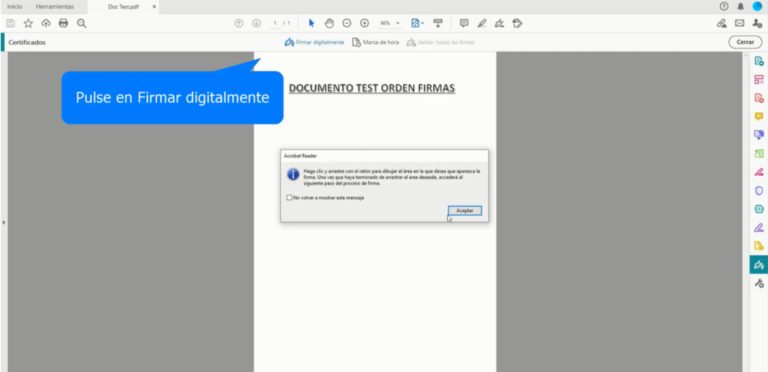 Inicio Herramientas Doc Test.pdf ×
1 / 1
Certificados Firmar digitalmente Marca de hora Validar todas las firmas Cerrar
Pulse en Firmar digitalmente
DOCUMENTO TEST ORDEN FIRMAS
Acrobat Reader
Haga clic y arrastre con el ratón para dibujar el área en la que desea que aparezca la
firma. Una vez que haya terminado de arrastrar el área deseada, accederá al
siguiente paso del proceso de firma.
No volver a mostrar este mensaje
Aceptar